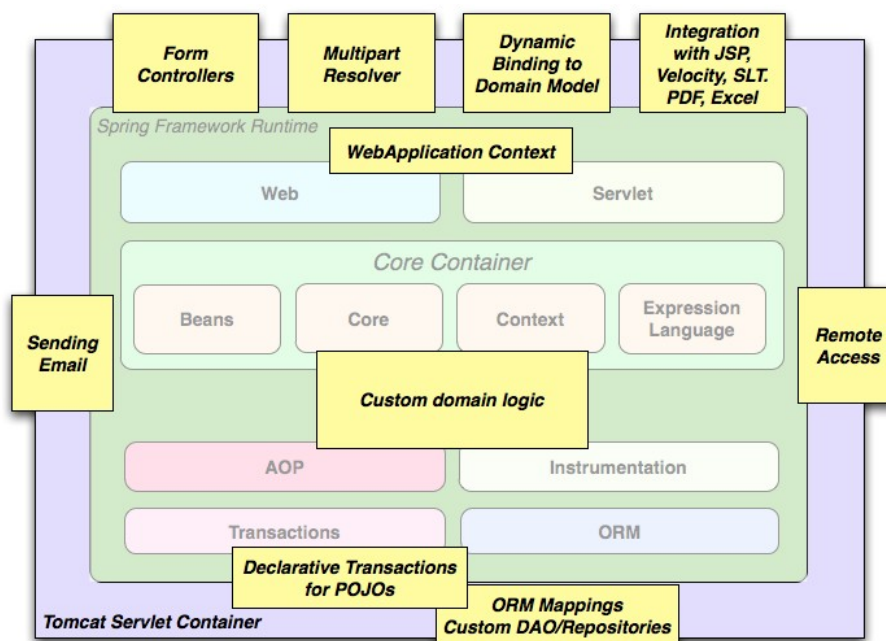 Form
Controllers
Multipart
Resolver
Dynamic
Binding to
Domain Model
Integration
with JSP,
Velocity, SLT.
PDF, Excel
Spring Framework Runtime
WebApplication Context
Web
Servlet
Core Container
Beans
Core
Context
Expression
Language
Sending
Email
Remote
Access
Custom domain logic
AOP
Instrumentation
Transactions
ORM
Declarative Transactions
for POJOs
ORM Mappings
Custom DAO/Repositories
Tomcat Servlet Container